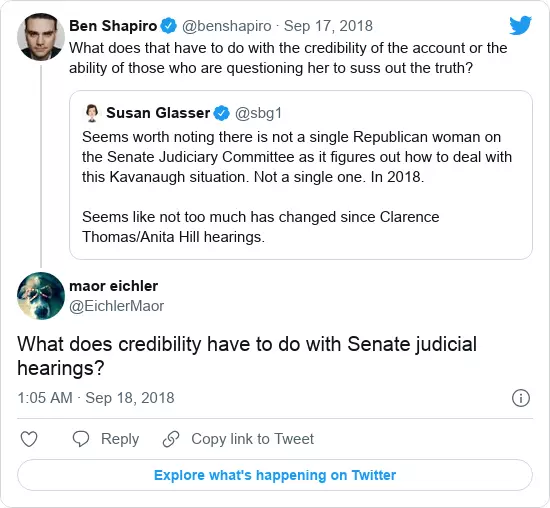 Ben Shapiro @benshapiro · Sep 17, 2018
What does that have to do with the credibility of the account or the
ability of those who are questioning her to suss out the truth?
Susan Glasser @sbg1
Seems worth noting there is not a single Republican woman on
the Senate Judiciary Committee as it figures out how to deal with
this Kavanaugh situation. Not a single one. In 2018.
Seems like not too much has changed since Clarence
Thomas/Anita Hill hearings.
maor eichler
@EichlerMaor
What does credibility have to do with Senate judicial
hearings?
1:05 AM · Sep 18, 2018
Reply Copy link to Tweet
Explore what's happening on Twitter